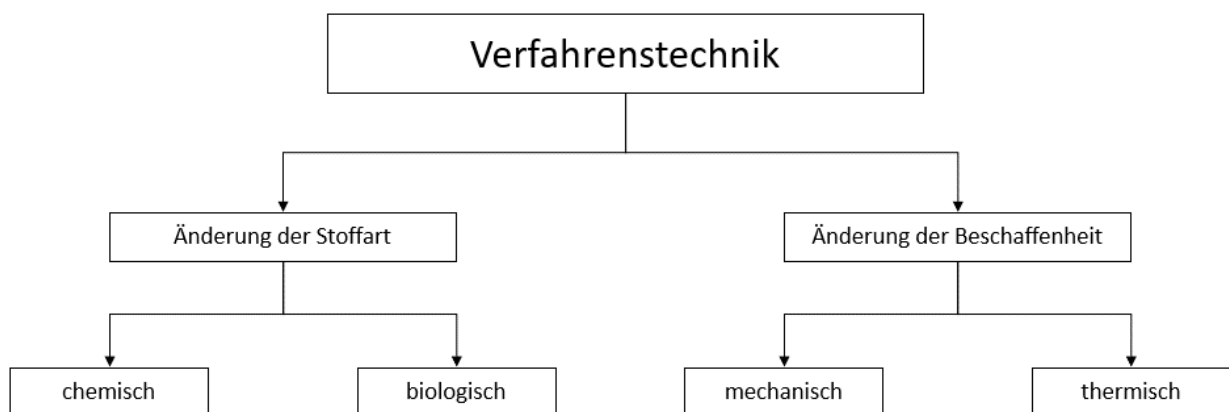 Verfahrenstechnik
Änderung der Stoffart
Änderung der Beschaffenheit
chemisch
biologisch
mechanisch
thermisch